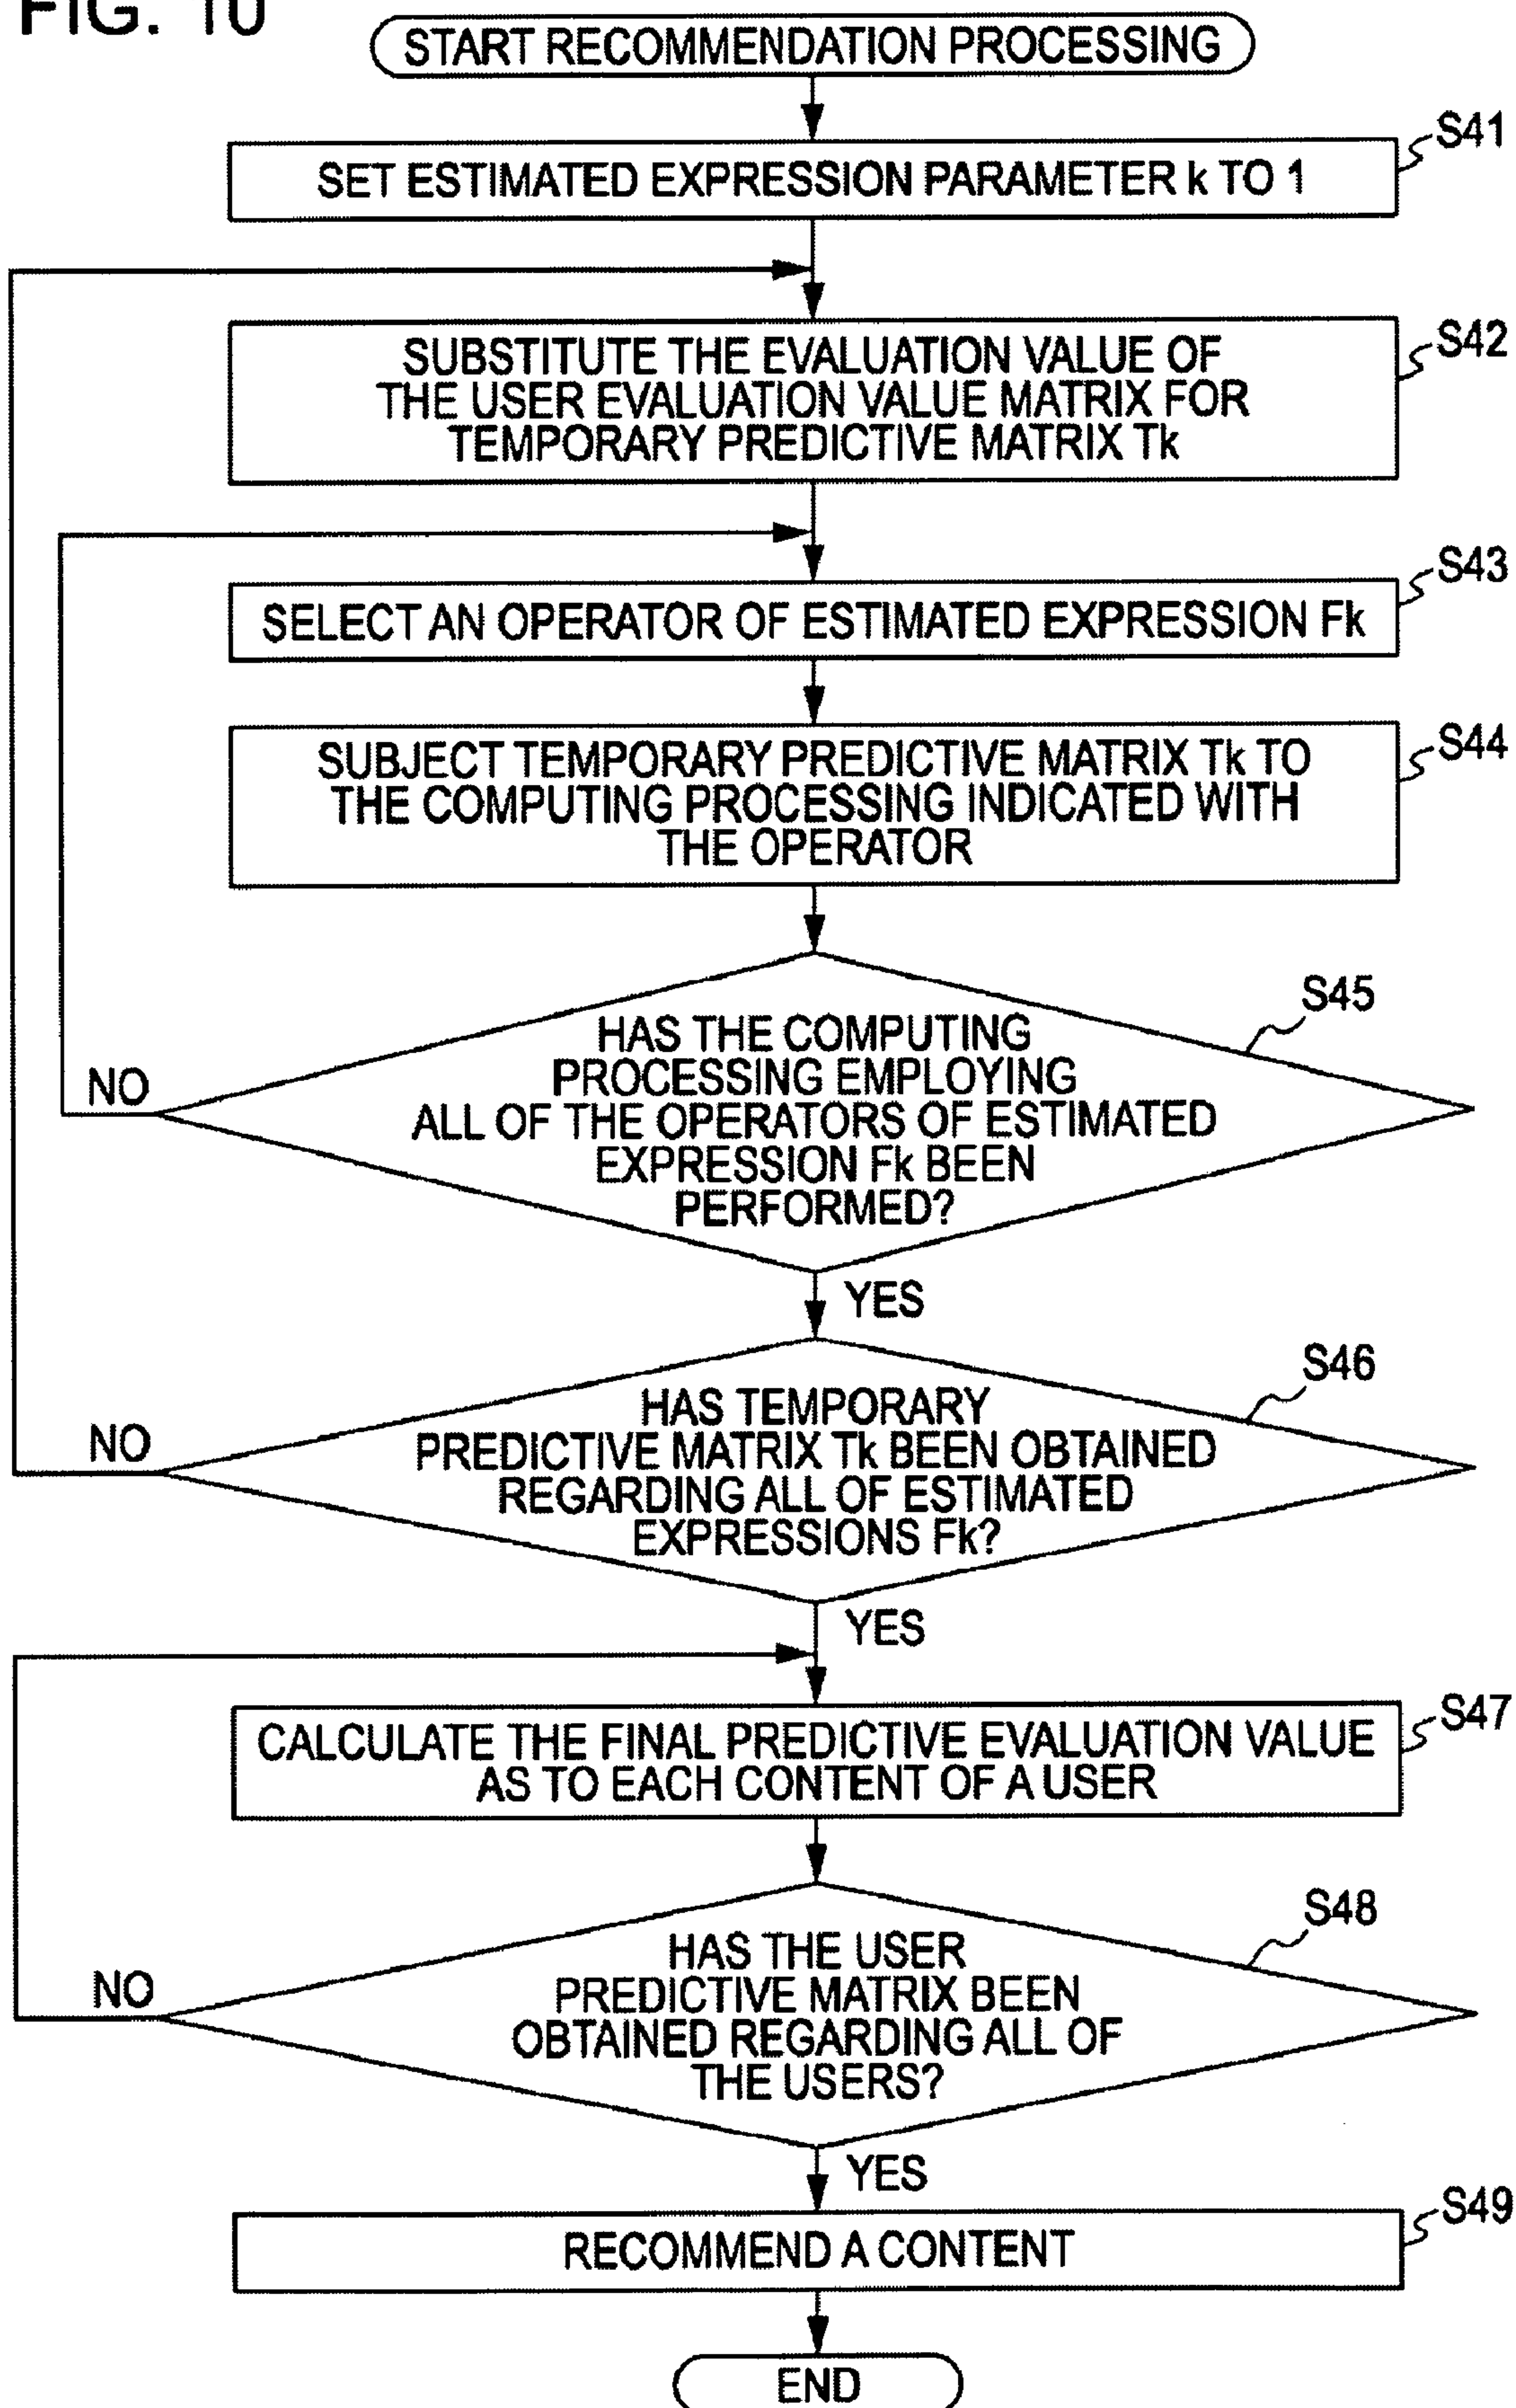 FIG. 10
START RECOMMENDATION PROCESSING
S41
SET ESTIMATED EXPRESSION PARAMETER k TO 1
S42
SUBSTITUTE THE EVALUATION VALUE OF
THE USER EVALUATION VALUE MATRIX FOR
TEMPORARY PREDICTIVE MATRIX Tk
S43
SELECT AN OPERATOR OF ESTIMATED EXPRESSION Fk
S44
SUBJECT TEMPORARY PREDICTIVE MATRIX Tk TO
THE COMPUTING PROCESSING INDICATED WITH
THE OPERATOR
S45
HAS THE COMPUTING
PROCESSING EMPLOYING
ALL OF THE OPERATORS OF ESTIMATED
EXPRESSION Fk BEEN
PERFORMED?
NO
YES
S46
HAS TEMPORARY
PREDICTIVE MATRIX Tk BEEN OBTAINED
REGARDING ALL OF ESTIMATED
EXPRESSIONS Fk?
NO
YES
S47
CALCULATE THE FINAL PREDICTIVE EVALUATION VALUE
AS TO EACH CONTENT OF A USER
S48
HAS THE USER
PREDICTIVE MATRIX BEEN
OBTAINED REGARDING ALL OF
THE USERS?
NO
YES
S49
RECOMMEND A CONTENT
END